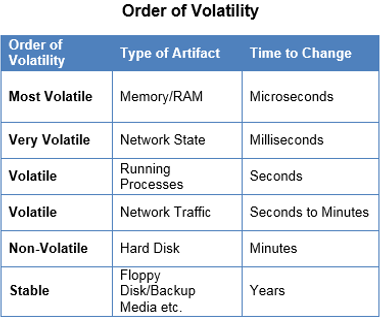 Order of Volatility
Order of
Volatility
Type of Artifact
Time to Change
Most Volatile
Memory/RAM
Microseconds
Very Volatile
Network State
Milliseconds
Volatile
Running
Processes
Seconds
Volatile
Network Traffic
Seconds to Minutes
Non-Volatile
Hard Disk
Minutes
Stable
Floppy
Disk/Backup
Media etc.
Years